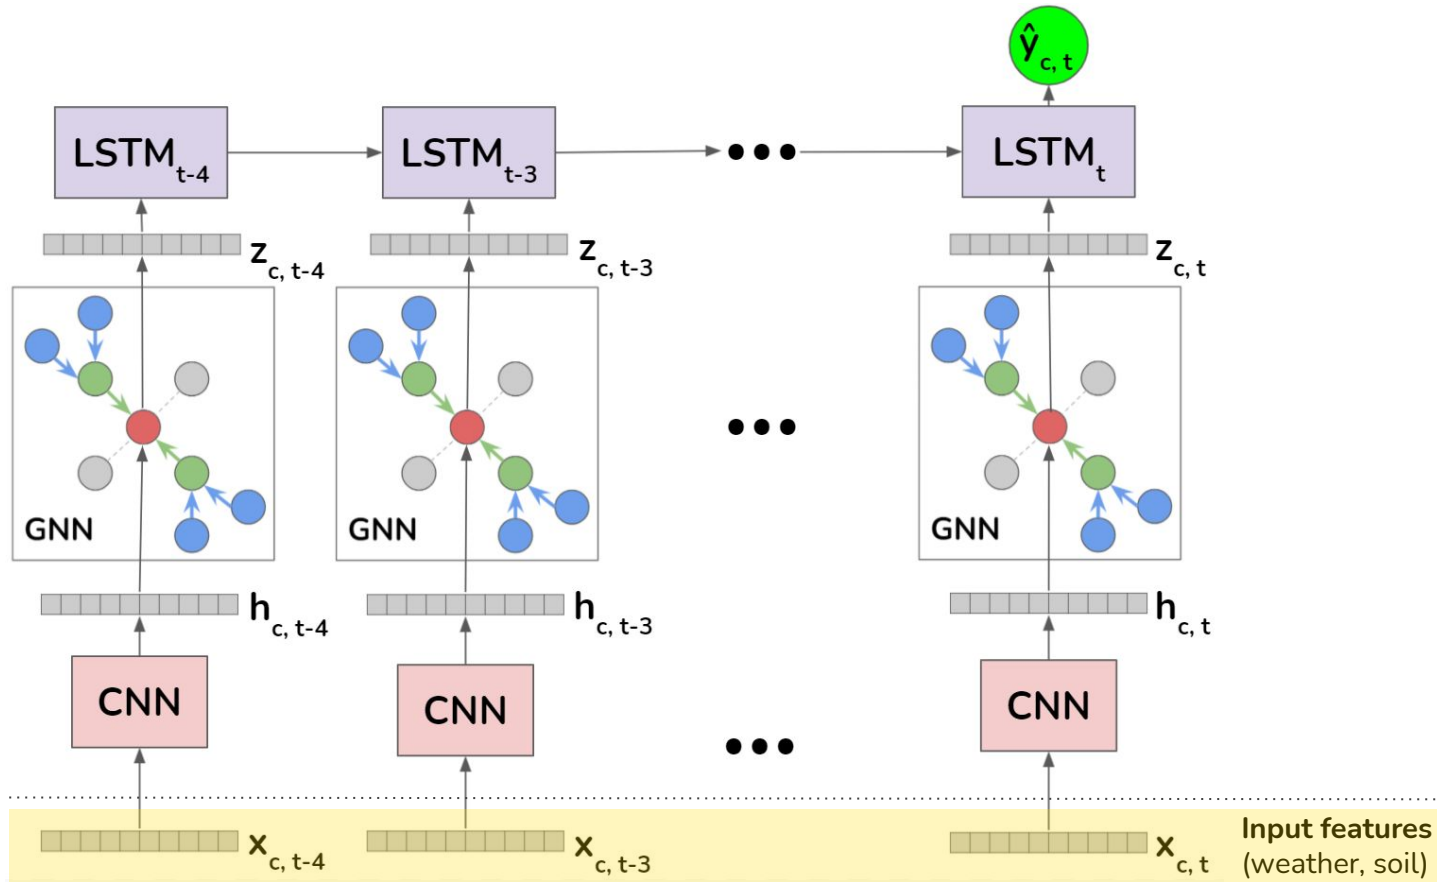 ŷc, t
LSTMt-4
LSTMt-3
LSTMt
zc, t-4
zc, t-3
zc, t
GNN
GNN
GNN
hc, t-4
hc, t-3
hc, t
CNN
CNN
CNN
xc, t-4
xc, t-3
xc, t
Input features
(weather, soil)